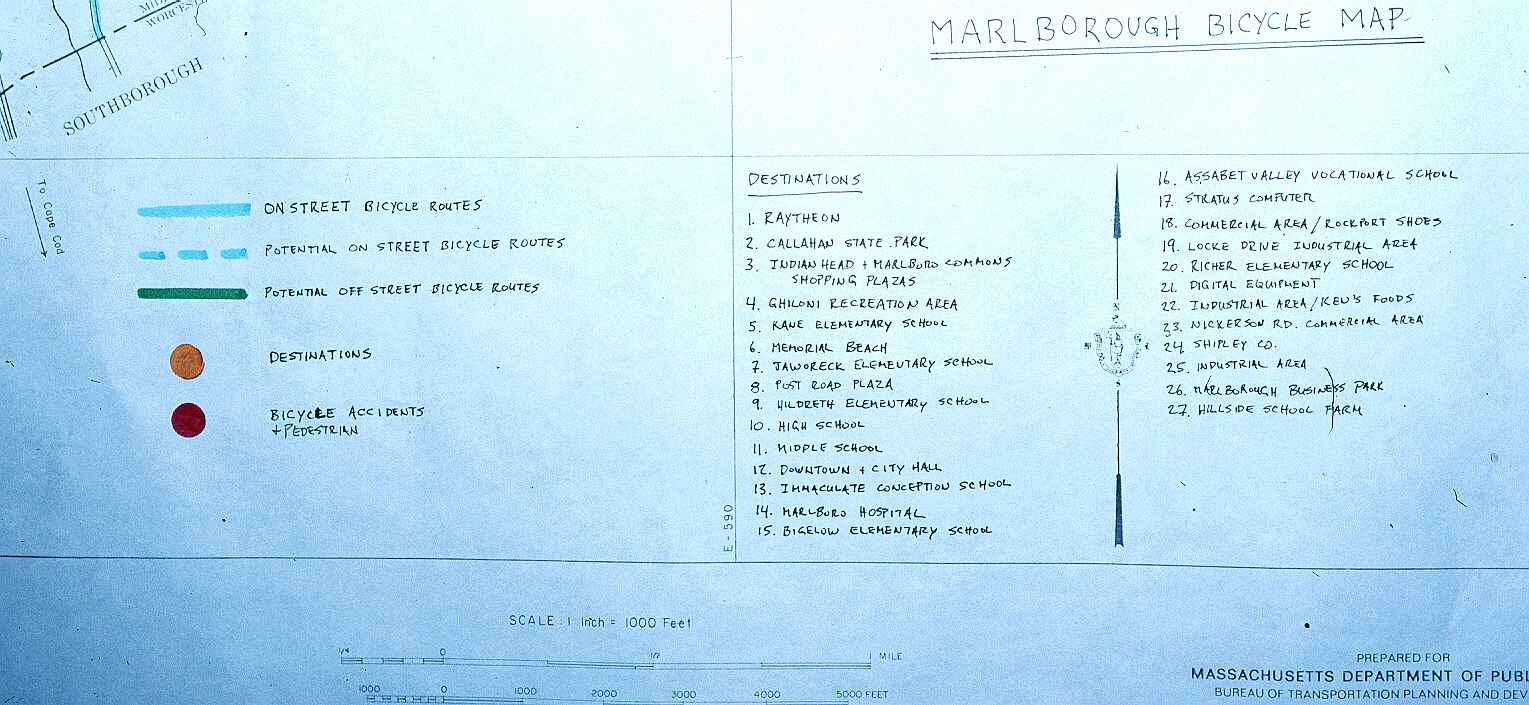 MARLBOROUGH BICYCLE MAP
WORCESTER
SOUTHBOROUGH
To Cape Cod
ON STREET BICYCLE ROUTES
POTENTIAL ON STREET BICYCLE ROUTES
POTENTIAL OFF STREET BICYCLE ROUTES
DESTINATIONS
BICYCLE ACCIDENTS
+ PEDESTRIAN
E-590
DESTINATIONS
1. RAYTHEON
2. CALLAHAN STATE PARK
3. INDIAN HEAD + MARLBORO COMMONS
SHOPPING PLAZAS
4. GHILONI RECREATION AREA
5. KANE ELEMENTARY SCHOOL
6. MEMORIAL BEACH
7. JAWORECK ELEMENTARY SCHOOL
8. POST ROAD PLAZA
9. HILDRETH ELEMENTARY SCHOOL
10. HIGH SCHOOL
11. MIDDLE SCHOOL
12. DOWNTOWN + CITY HALL
13. IMMACULATE CONCEPTION SCHOOL
14. MARLBORO HOSPITAL
15. BIGELOW ELEMENTARY SCHOOL
16. ASSABET VALLEY VOCATIONAL SCHOOL
17. STRATUS COMPUTER
18. COMMERCIAL AREA/ROCKPORT SHOES
19. LOCKE DRIVE INDUSTRIAL AREA
20. RICHER ELEMENTARY SCHOOL
21. DIGITAL EQUIPMENT
22. INDUSTRIAL AREA/KEN'S FOODS
23. NICKERSON RD. COMMERCIAL AREA
24. SHIPLEY CO.
25. INDUSTRIAL AREA
26. MARLBOROUGH BUSINESS PARK
27. HILLSIDE SCHOOL FARM
SCALE: 1 Inch = 1000 Feet
1/4 0 1/2 1 MILE
1000 0 1000 2000 3000 4000 5000 FEET
PREPARED FOR
MASSACHUSETTS DEPARTMENT OF PUBL
BUREAU OF TRANSPORTATION PLANNING AND DEV